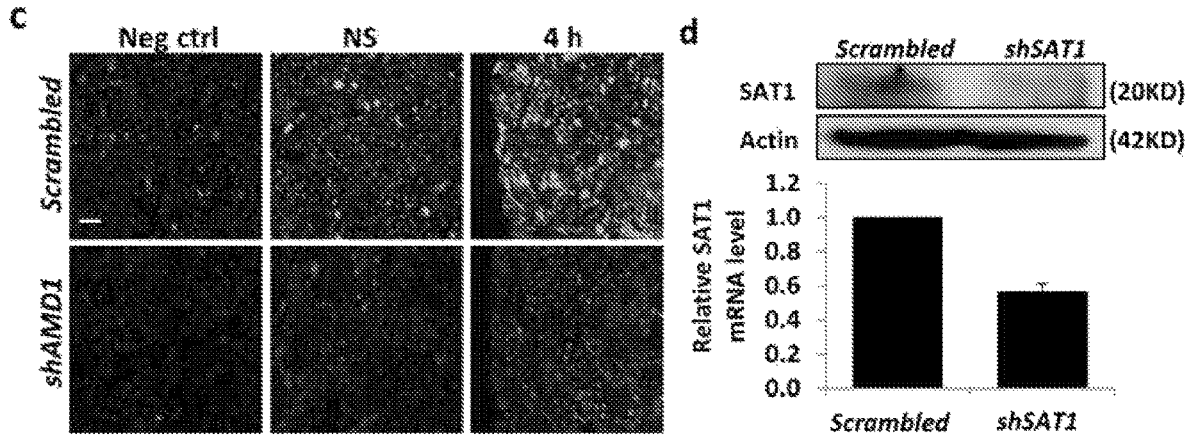 c
Neg ctrl NS 4 h
Scrambled
shAMD1
d
Scrambled shSAT1
SAT1 (20KD)
Actin (42KD)
Relative SAT1
mRNA level
1.2
1.0
0.8
0.6
0.4
0.2
0.0
Scrambled shSAT1